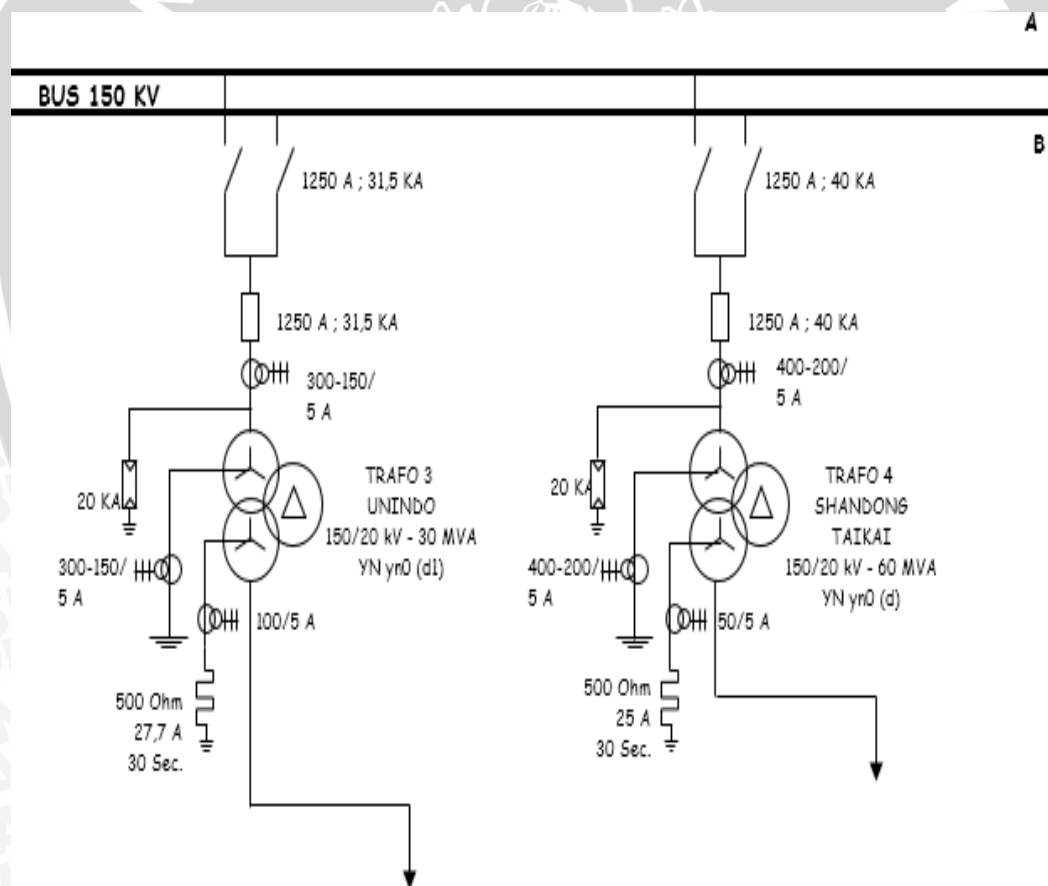 A
BUS 150 KV
B
1250 A ; 31,5 KA
1250 A ; 31,5 KA
300-150/
5 A
20 KA
TRAFO 3
UNINDO
150/20 kV - 30 MVA
YN yn0 (d1)
300-150/
5 A
100/5 A
500 Ohm
27,7 A
30 Sec.
1250 A ; 40 KA
1250 A ; 40 KA
400-200/
5 A
20 KA
TRAFO 4
SHANDONG
TAIKAI
150/20 kV - 60 MVA
YN yn0 (d)
400-200/
5 A
50/5 A
500 Ohm
25 A
30 Sec.